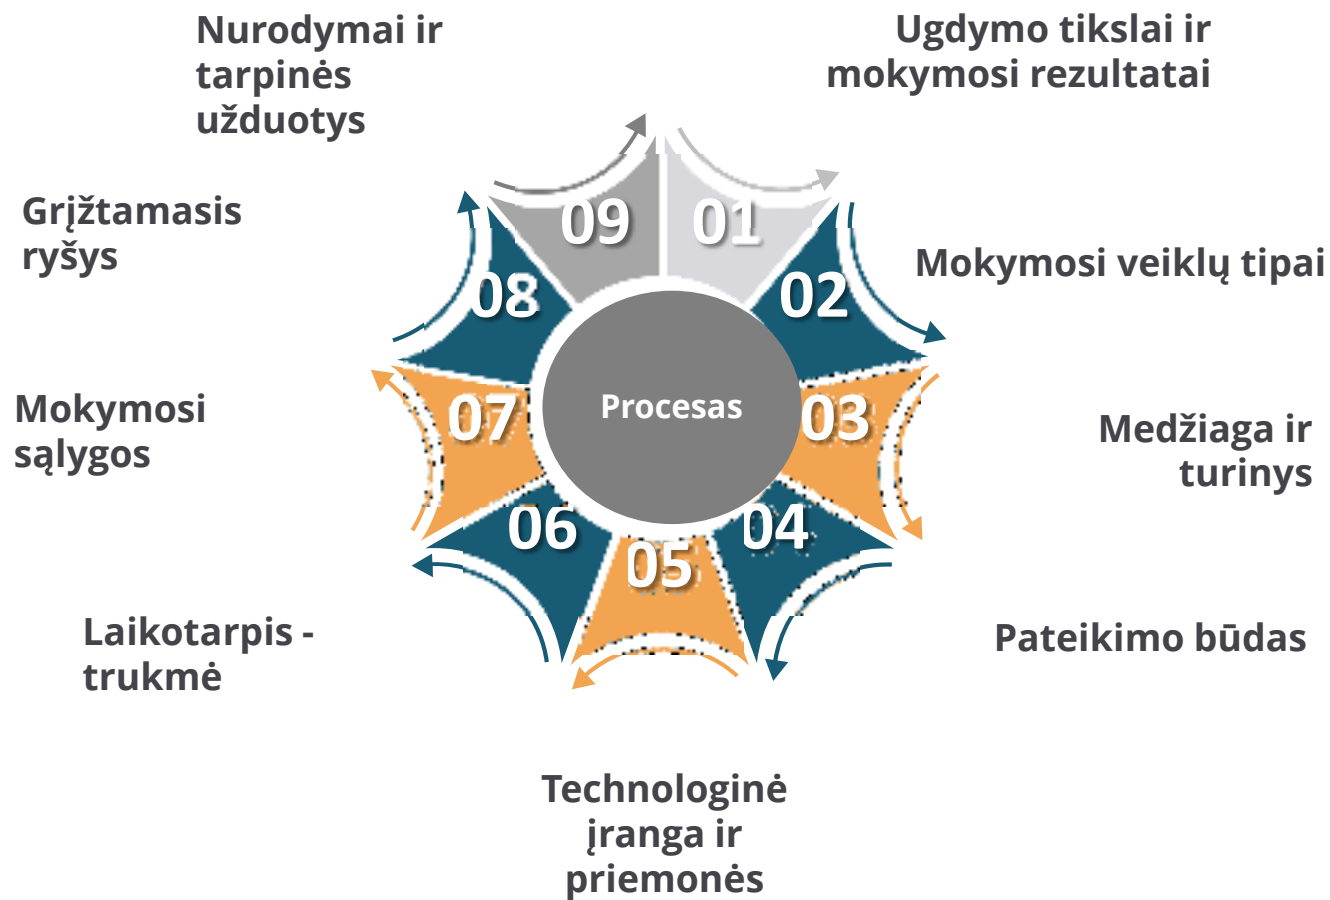 Nurodymai ir
tarpinės
užduotys
Ugdymo tikslai ir
mokymosi rezultatai
Grįžtamasis
ryšys
Mokymosi veiklų tipai
Mokymosi
sąlygos
Medžiaga ir
turinys
Laikotarpis -
trukmė
Pateikimo būdas
Technologinė
įranga ir
priemonės
Procesas
01
02
03
04
05
06
07
08
09